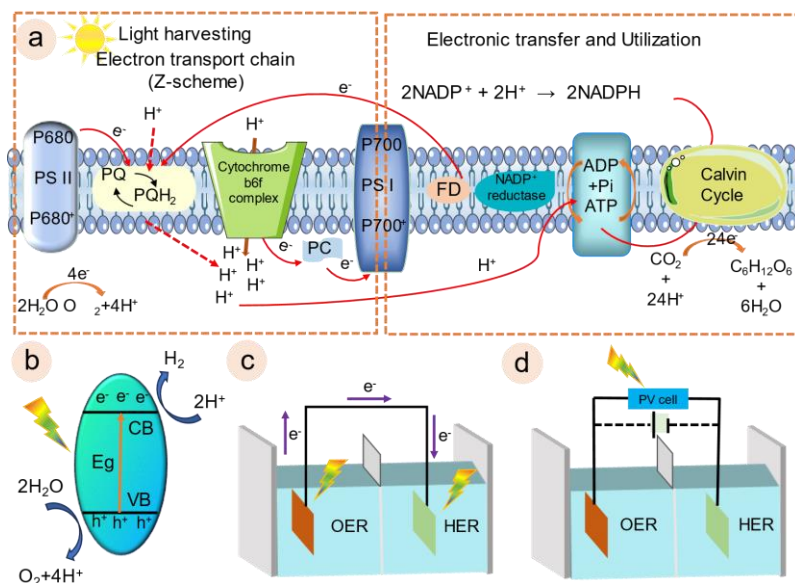 a
Light harvesting
Electron transport chain
(Z-scheme)
Electronic transfer and Utilization
2NADP⁺ + 2H⁺ → 2NADPH
P680
PS II
P680⁺
e⁻
H⁺
PQ
PQH₂
H⁺
Cytochrome
b6f
complex
e⁻
P700
PS I
P700⁺
FD
NADP⁺
reductase
ADP
+Pi
ATP
Calvin
Cycle
H⁺
H⁺
H⁺
H⁺
H⁺
e⁻
PC
e⁻
H⁺
4e⁻
2H₂O O ₂+4H⁺
24e⁻
CO₂
+
24H⁺
C₆H₁₂O₆
+
6H₂O
b
H₂
2H⁺
e⁻ e⁻ e⁻
CB
Eg
VB
h⁺ h⁺ h⁺
2H₂O
O₂+4H⁺
c
e⁻
e⁻
e⁻
OER
HER
d
PV cell
OER
HER